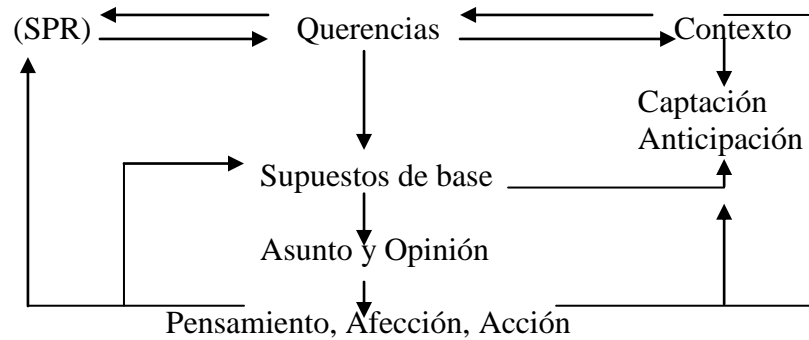 (SPR) Querencias Contexto
Captación
Anticipación
Supuestos de base
Asunto y Opinión
Pensamiento, Afección, Acción